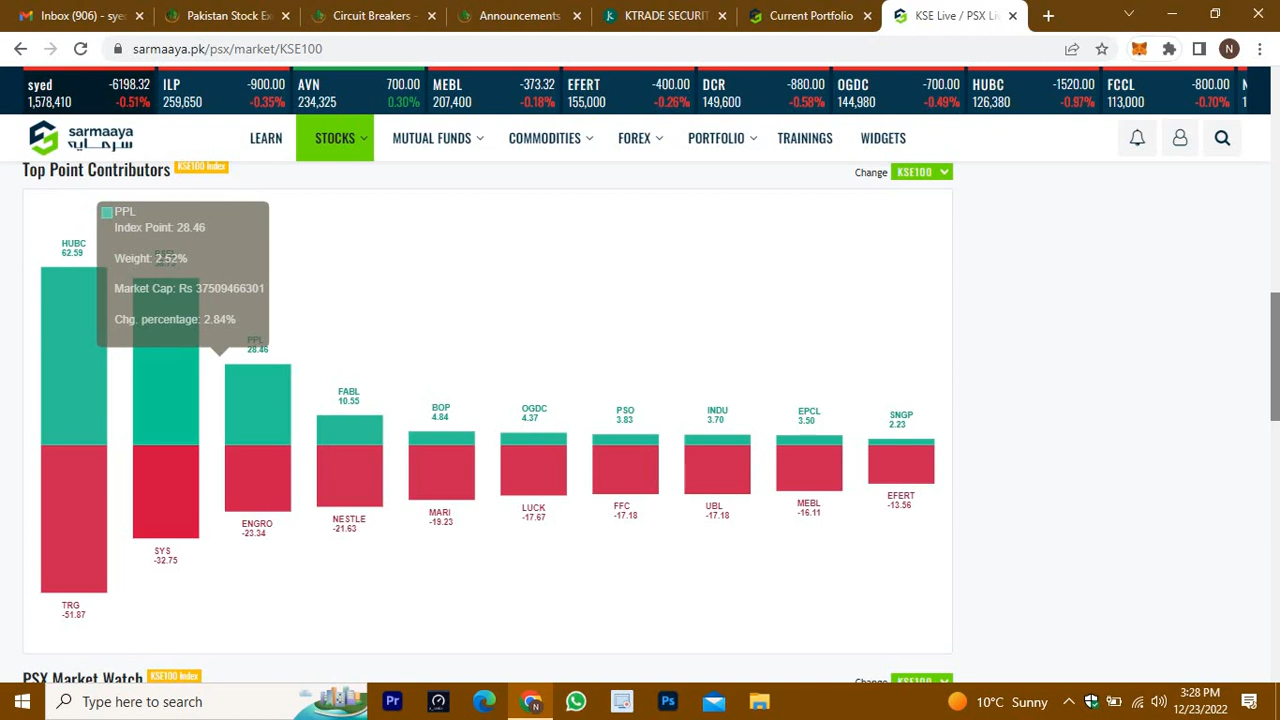 Inbox (906) - sye
Pakistan Stock Ex
Circuit Breakers -
Announcements
KTRADE SECURIT
Current Portfolio
KSE Live / PSX Li
sarmaaya.pk/psx/market/KSE100
N
syed -6198.32
1,578,410 -0.51%
ILP -900.00
259,650 -0.35%
AVN 700.00
234,325 0.30%
MEBL -373.32
207,400 -0.18%
EFERT -400.00
155,000 -0.26%
DCR -880.00
149,600 -0.58%
OGDC -700.00
144,980 -0.49%
HUBC -1520.00
126,380 -0.97%
FCCL -800.00
113,000 -0.70%
N
1
sarmaaya
سرمایه
LEARN
STOCKS
MUTUAL FUNDS
COMMODITIES
FOREX
PORTFOLIO
TRAININGS
WIDGETS
Top Point Contributors KSE100 Index
Change KSE100
PPL
Index Point: 28.46
Weight: 2.52%
Market Cap: Rs 37509466301
Chg. percentage: 2.84%
HUBC
62.59
PPL
28.46
FABL
10.55
BOP
4.84
OGDC
4.37
PSO
3.83
INDU
3.70
EPCL
3.50
SNGP
2.23
TRG
-51.87
SYS
-32.75
ENGRO
-23.34
NESTLE
-21.63
MARI
-19.23
LUCK
-17.67
FFC
-17.18
UBL
-17.18
MEBL
-16.11
EFERT
-13.56
PSX Market Watch KSE100 Index
Change KSE100
Type here to search
Pr
Ps
N
10°C Sunny
3:28 PM
12/23/2022